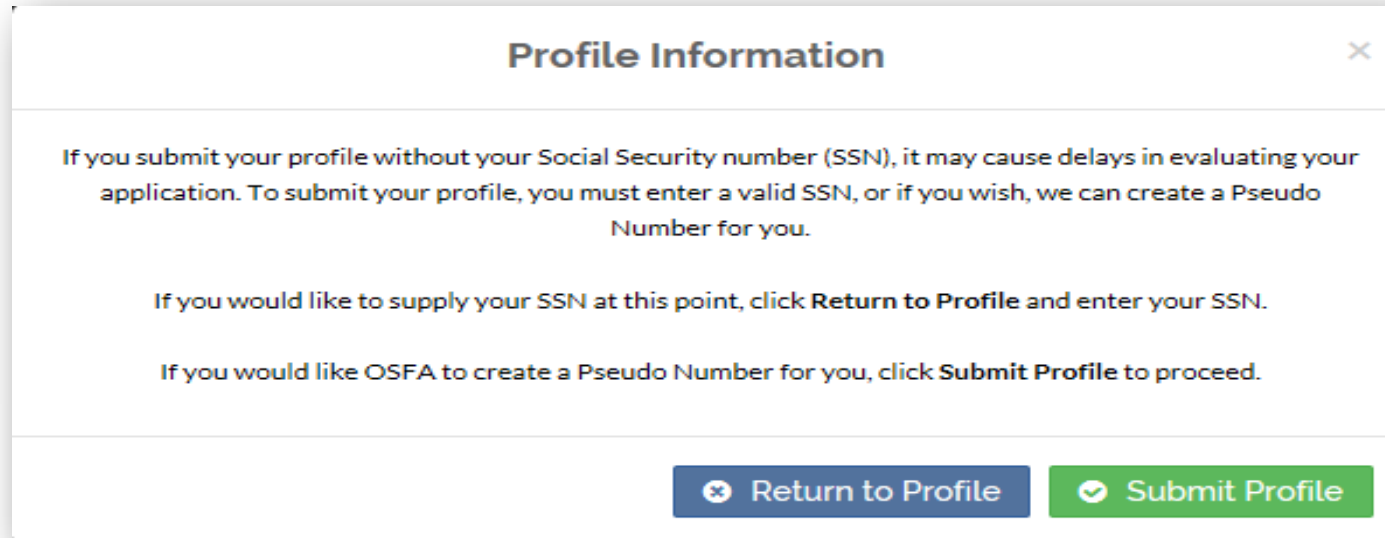 Profile Information
×
If you submit your profile without your Social Security number (SSN), it may cause delays in evaluating your
application. To submit your profile, you must enter a valid SSN, or if you wish, we can create a Pseudo
Number for you.
If you would like to supply your SSN at this point, click Return to Profile and enter your SSN.
If you would like OSFA to create a Pseudo Number for you, click Submit Profile to proceed.
Return to Profile
Submit Profile